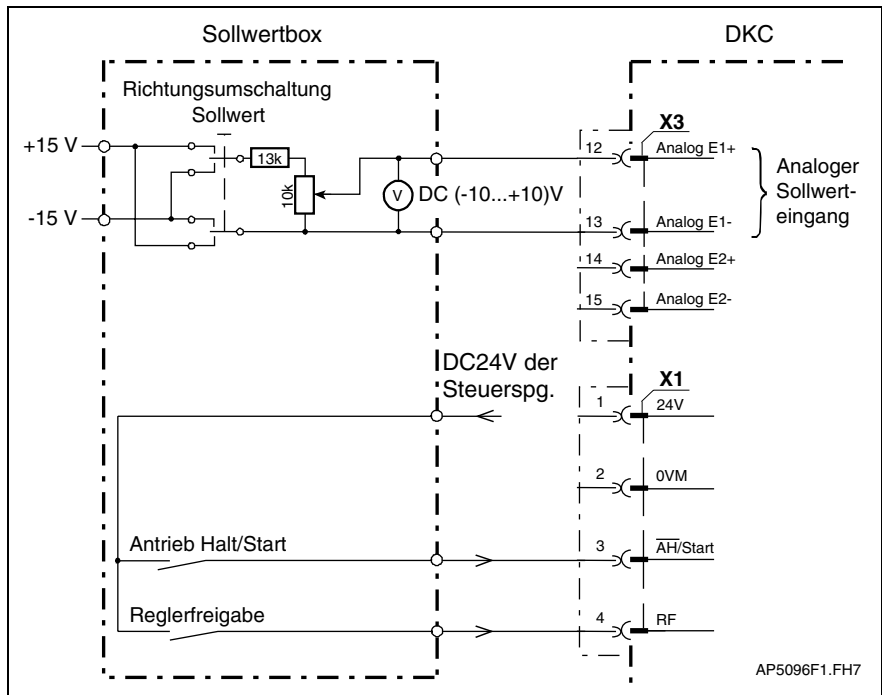 Sollwertbox
DKC
Richtungsumschaltung
Sollwert
+15 V
-15 V
13k
10k
V
DC (-10...+10)V
X3
12
Analog E1+
13
Analog E1-
14
Analog E2+
15
Analog E2-
Analoger
Sollwert-
eingang
DC24V der
Steuerspg.
X1
1
24V
2
0VM
Antrieb Halt/Start
3
AH/Start
Reglerfreigabe
4
RF
AP5096F1.FH7